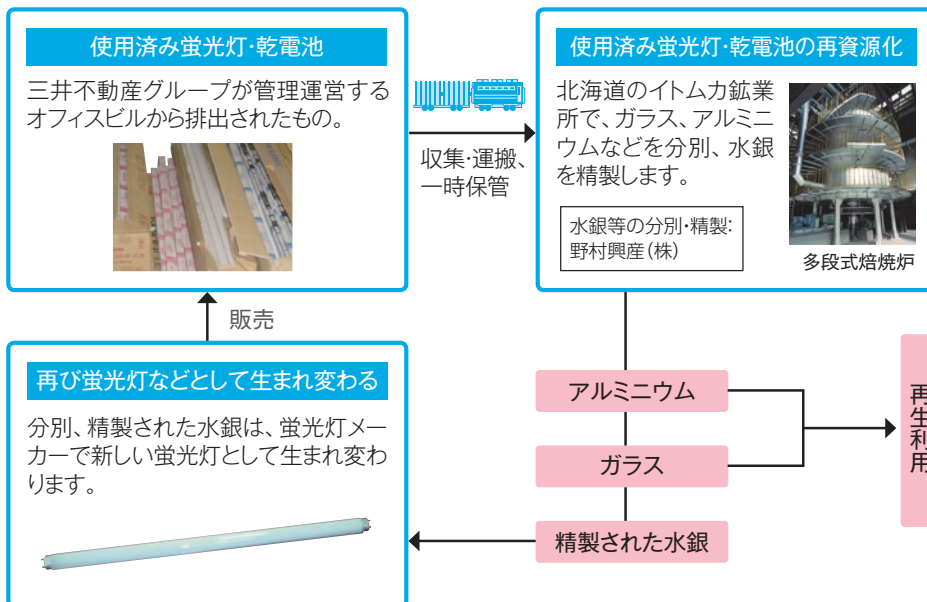 使用済み蛍光灯・乾電池
三井不動産グループが管理運営する
オフィスビルから排出されたもの。
収集・運搬、
一時保管
使用済み蛍光灯・乾電池の再資源化
北海道のイトムカ鉱業
所で、ガラス、アルミニ
ウムなどを分別、水銀
を精製します。
水銀等の分別・精製:
野村興産(株)
多段式焙焼炉
販売
再び蛍光灯などとして生まれ変わる
分別、精製された水銀は、蛍光灯メー
カーで新しい蛍光灯として生まれ変わ
ります。
アルミニウム
ガラス
精製された水銀
再生利用